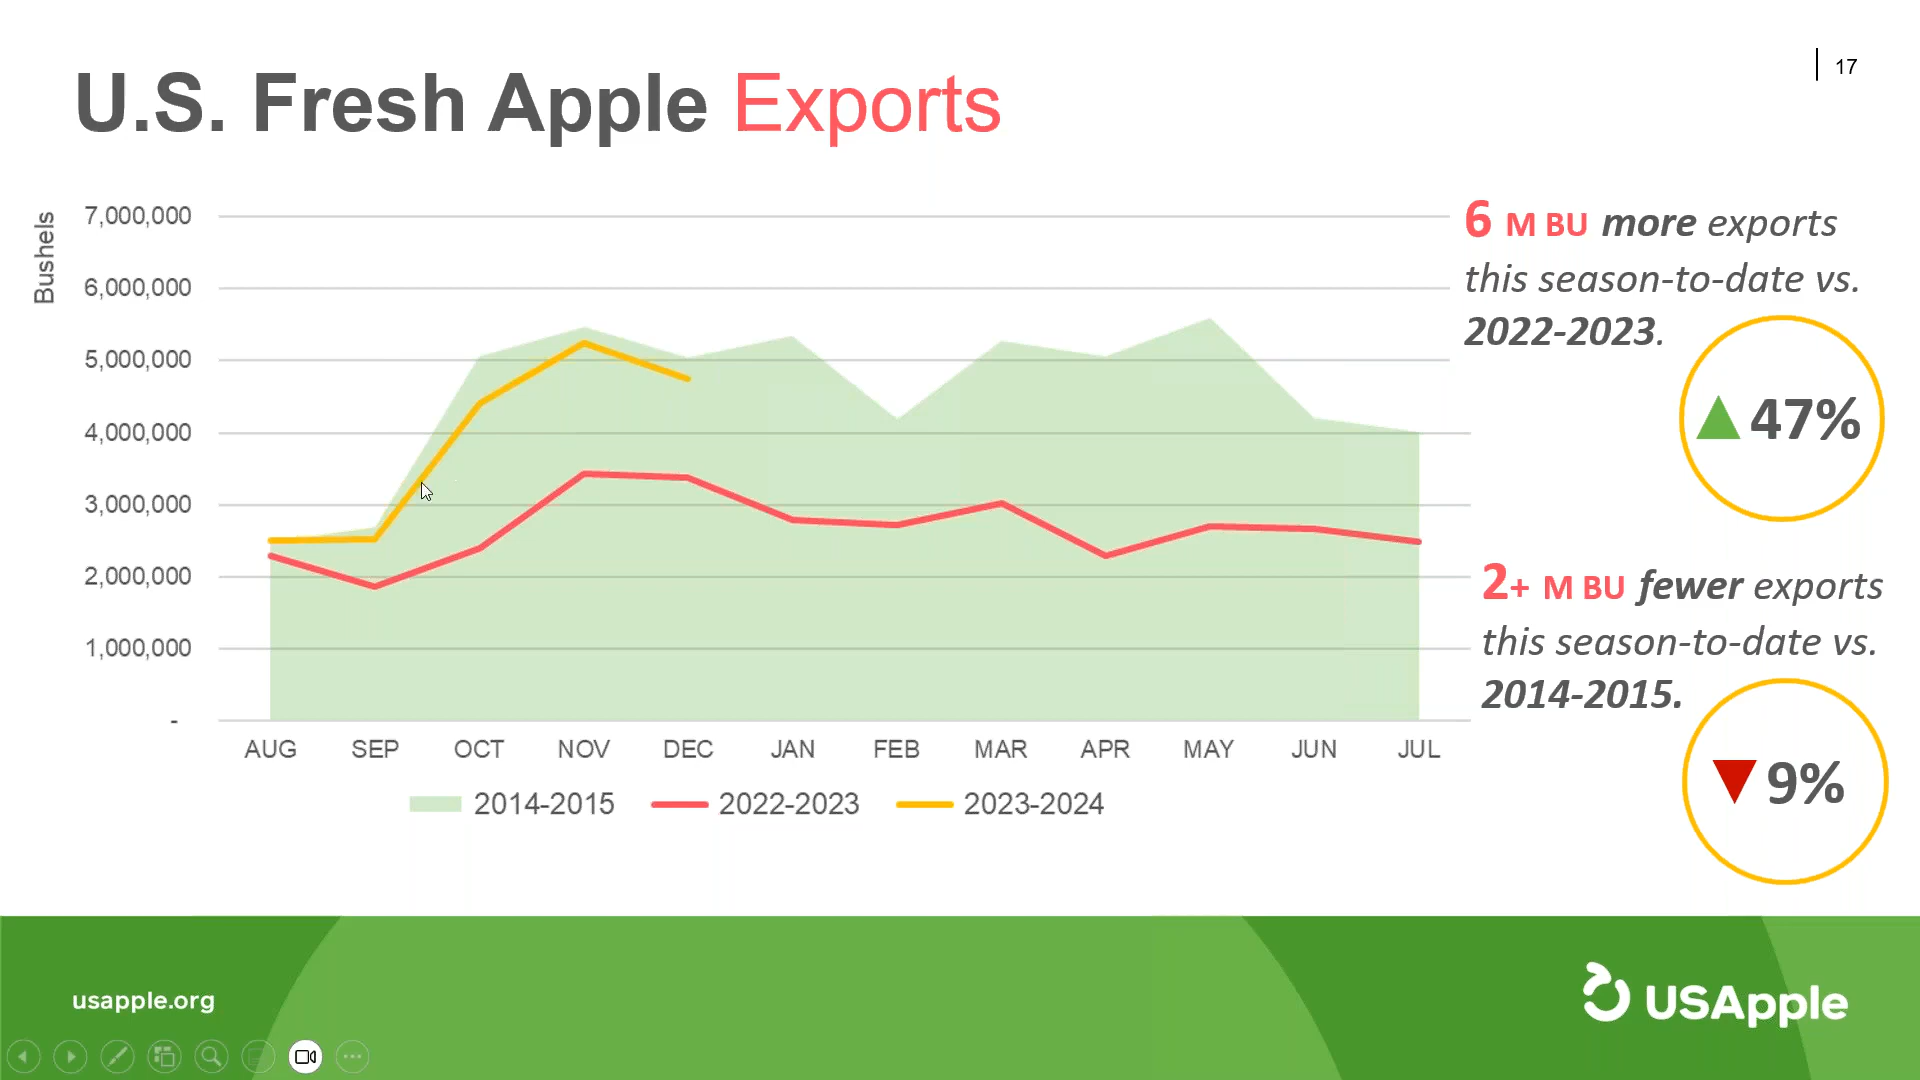 U.S. Fresh Apple Exports
17
Bushels
7,000,000
6,000,000
5,000,000
4,000,000
3,000,000
2,000,000
1,000,000
-
AUG SEP OCT NOV DEC JAN FEB MAR APR MAY JUN JUL
2014-2015 2022-2023 2023-2024
6 M BU more exports
this season-to-date vs.
2022-2023.
47%
2+ M BU fewer exports
this season-to-date vs.
2014-2015.
9%
usapple.org
USApple